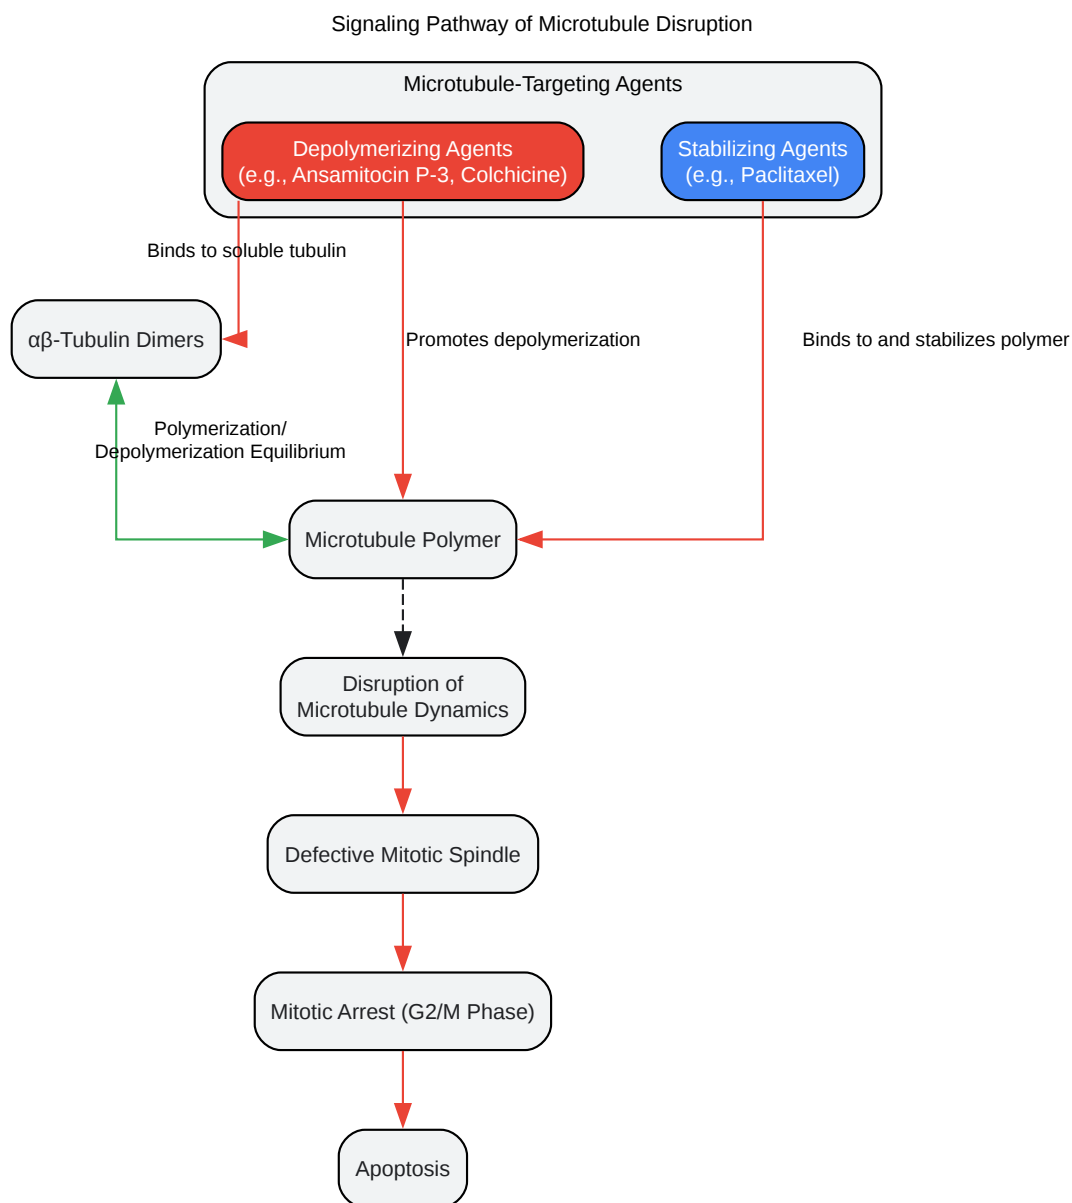 Signaling Pathway of Microtubule Disruption
Microtubule-Targeting Agents
Depolymerizing Agents
(e.g., Ansamitocin P-3, Colchicine)
Stabilizing Agents
(e.g., Paclitaxel)
Binds to soluble tubulin
αβ-Tubulin Dimers
Promotes depolymerization
Binds to and stabilizes polymer
Polymerization/
Depolymerization Equilibrium
Microtubule Polymer
Disruption of
Microtubule Dynamics
Defective Mitotic Spindle
Mitotic Arrest (G2/M Phase)
Apoptosis